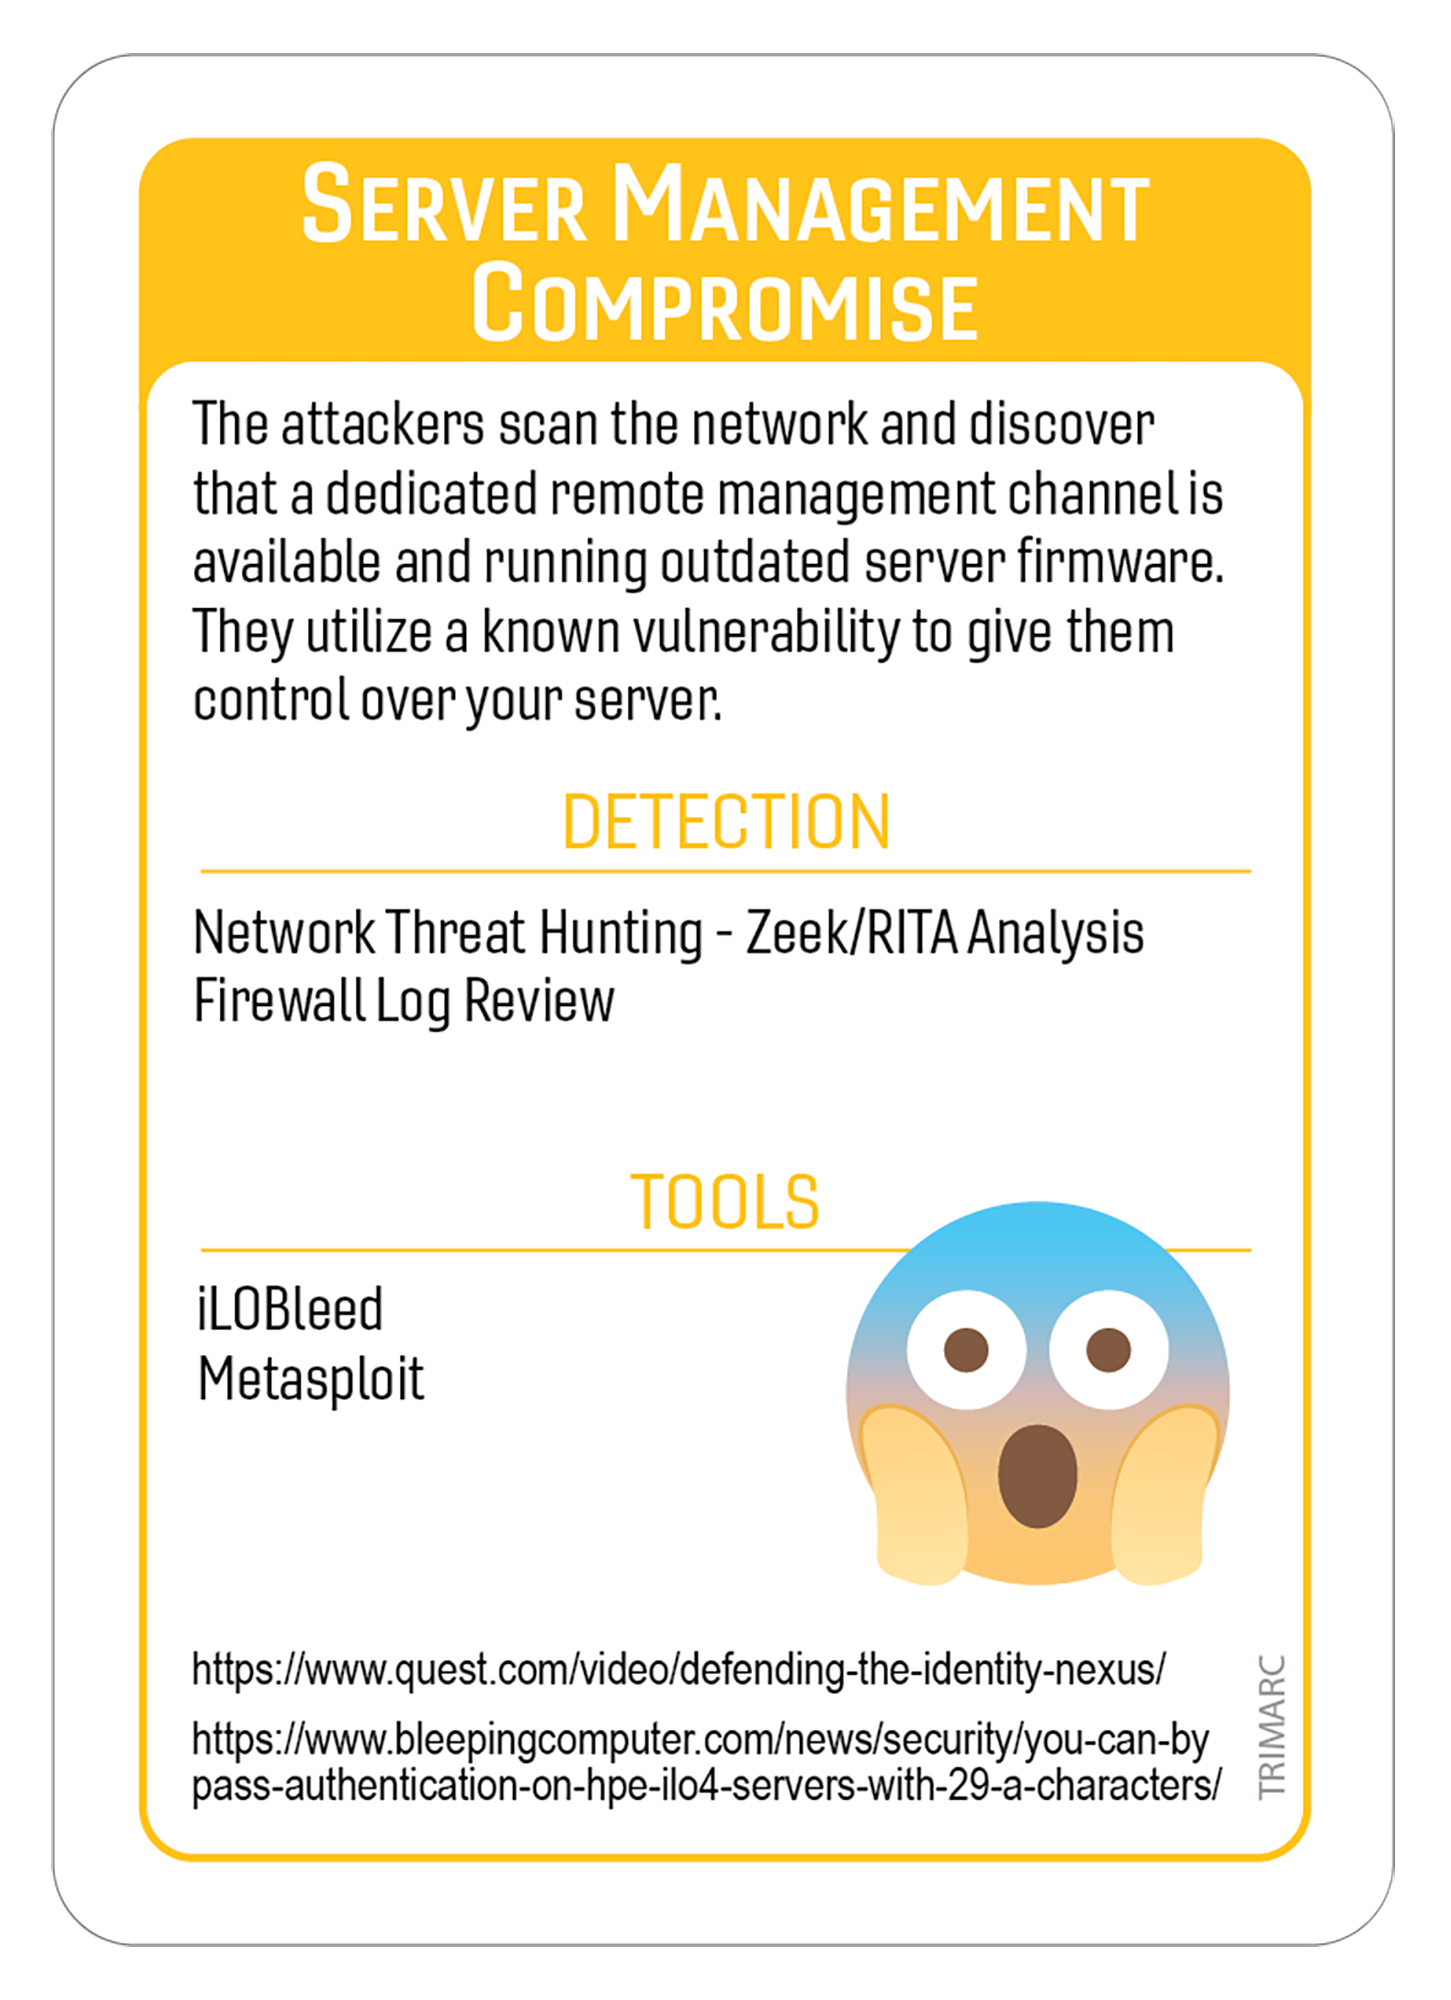 SERVER MANAGEMENT
COMPROMISE
The attackers scan the network and discover
that a dedicated remote management channel is
available and running outdated server firmware.
They utilize a known vulnerability to give them
control over your server.
DETECTION
Network Threat Hunting - Zeek/RITA Analysis
Firewall Log Review
TOOLS
iLOBleed
Metasploit
https://www.quest.com/video/defending-the-identity-nexus/
https://www.bleepingcomputer.com/news/security/you-can-by
pass-authentication-on-hpe-ilo4-servers-with-29-a-characters/
TRIMARC